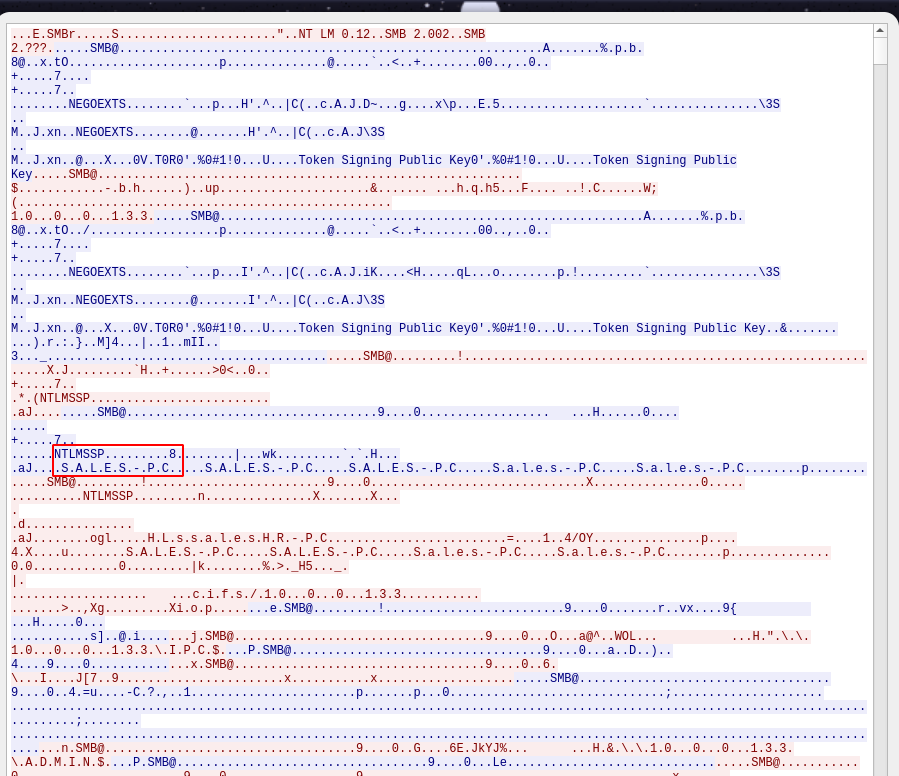 ...E.SMBr.....S......................"..NT LM 0.12..SMB 2.002..SMB
2.???......SMB@...........................................................A.......%.p.b.
8@..x.tO.....................p..............@.....`..<..+........00..,..0..
+.....7....
+.....7..
........NEGOEXTS........`...p...H'.^..|C(..c.A.J.D~...g....x\p...E.5....................`...............\3S
..
M..J.xn..NEGOEXTS........@.......H'.^..|C(..c.A.J\3S
..
M..J.xn..@...X...0V.T0R0'.%0#1!0...U....Token Signing Public Key0'.%0#1!0...U....Token Signing Public
Key.....SMB@...........................................................
$............-.b.h......)..up.....................&....... ...h.q.h5...F.... ..!.C......W;
(....................................................
1.0...0...0...1.3.3......SMB@...........................................................A.......%.p.b.
8@..x.tO../..................p..............@.....`..<..+........00..,..0..
+.....7....
+.....7..
........NEGOEXTS........`...p...I'.^..|C(..c.A.J.iK....<H.....qL...o........p.!.........`...............\3S
..
M..J.xn..NEGOEXTS........@.......I'.^..|C(..c.A.J\3S
..
M..J.xn..@...X...0V.T0R0'.%0#1!0...U....Token Signing Public Key0'.%0#1!0...U....Token Signing Public Key..&.......
...).r.:.}..M]4...|..1..mII..
3..._............................................SMB@.........!........................................................
.....X.J.........`H..+......>0<..0..
+.....7..
.*.(NTLMSSP.........................
.aJ.........SMB@...................................9....0..................   ...H......0....
.....
+.....7..
......NTLMSSP.........8........|...wk.........`.`.H...
.aJ....S.A.L.E.S.-.P.C.....S.A.L.E.S.-.P.C.....S.A.L.E.S.-.P.C.....S.a.l.e.s.-.P.C.....S.a.l.e.s.-.P.C........p........
.....SMB@.........!.........................9....0..............................X...............0.....
..........NTLMSSP.........n...............X.......X...
.
.d...............
.aJ........ogl....H.L.s.s.a.l.e.s.H.R.-.P.C.........................=....1..4/OY...............p....
4.X....u........S.A.L.E.S.-.P.C.....S.A.L.E.S.-.P.C.....S.a.l.e.s.-.P.C.....S.a.l.e.s.-.P.C........p..............
0.0............0.........|k........%.>._H5..._.
|.
...................   ...c.i.f.s./.1.0...0...0...1.3.3...........
.......>..,Xg.........Xi.o.p........e.SMB@.........!.........................9....0.......r..vx....9{
...H.....0...
...........s]..@.i........j.SMB@...................................9....0...O...a@^..WOL...          ...H.".\.\.
1.0...0...0...1.3.3.\.I.P.C.$....P.SMB@...................................9....0...a..D..)..
4....9....0..............x.SMB@...................................9....0..6.
\...I....J[7..9.......................x...........x........................SMB@...................................
9....0..4.=u....-C.?.,..1.......................p.......p...0..............................;.....................
.......................................................................................................................
.........;........
.......................................................................................................................
.......n.SMB@...................................9....0..G....6E.JkYJ%...      ...H.&.\.\.1.0...0...0...1.3.3.
\.A.D.M.I.N.$....P.SMB@...................................9....0...Le..................................SMB@...........